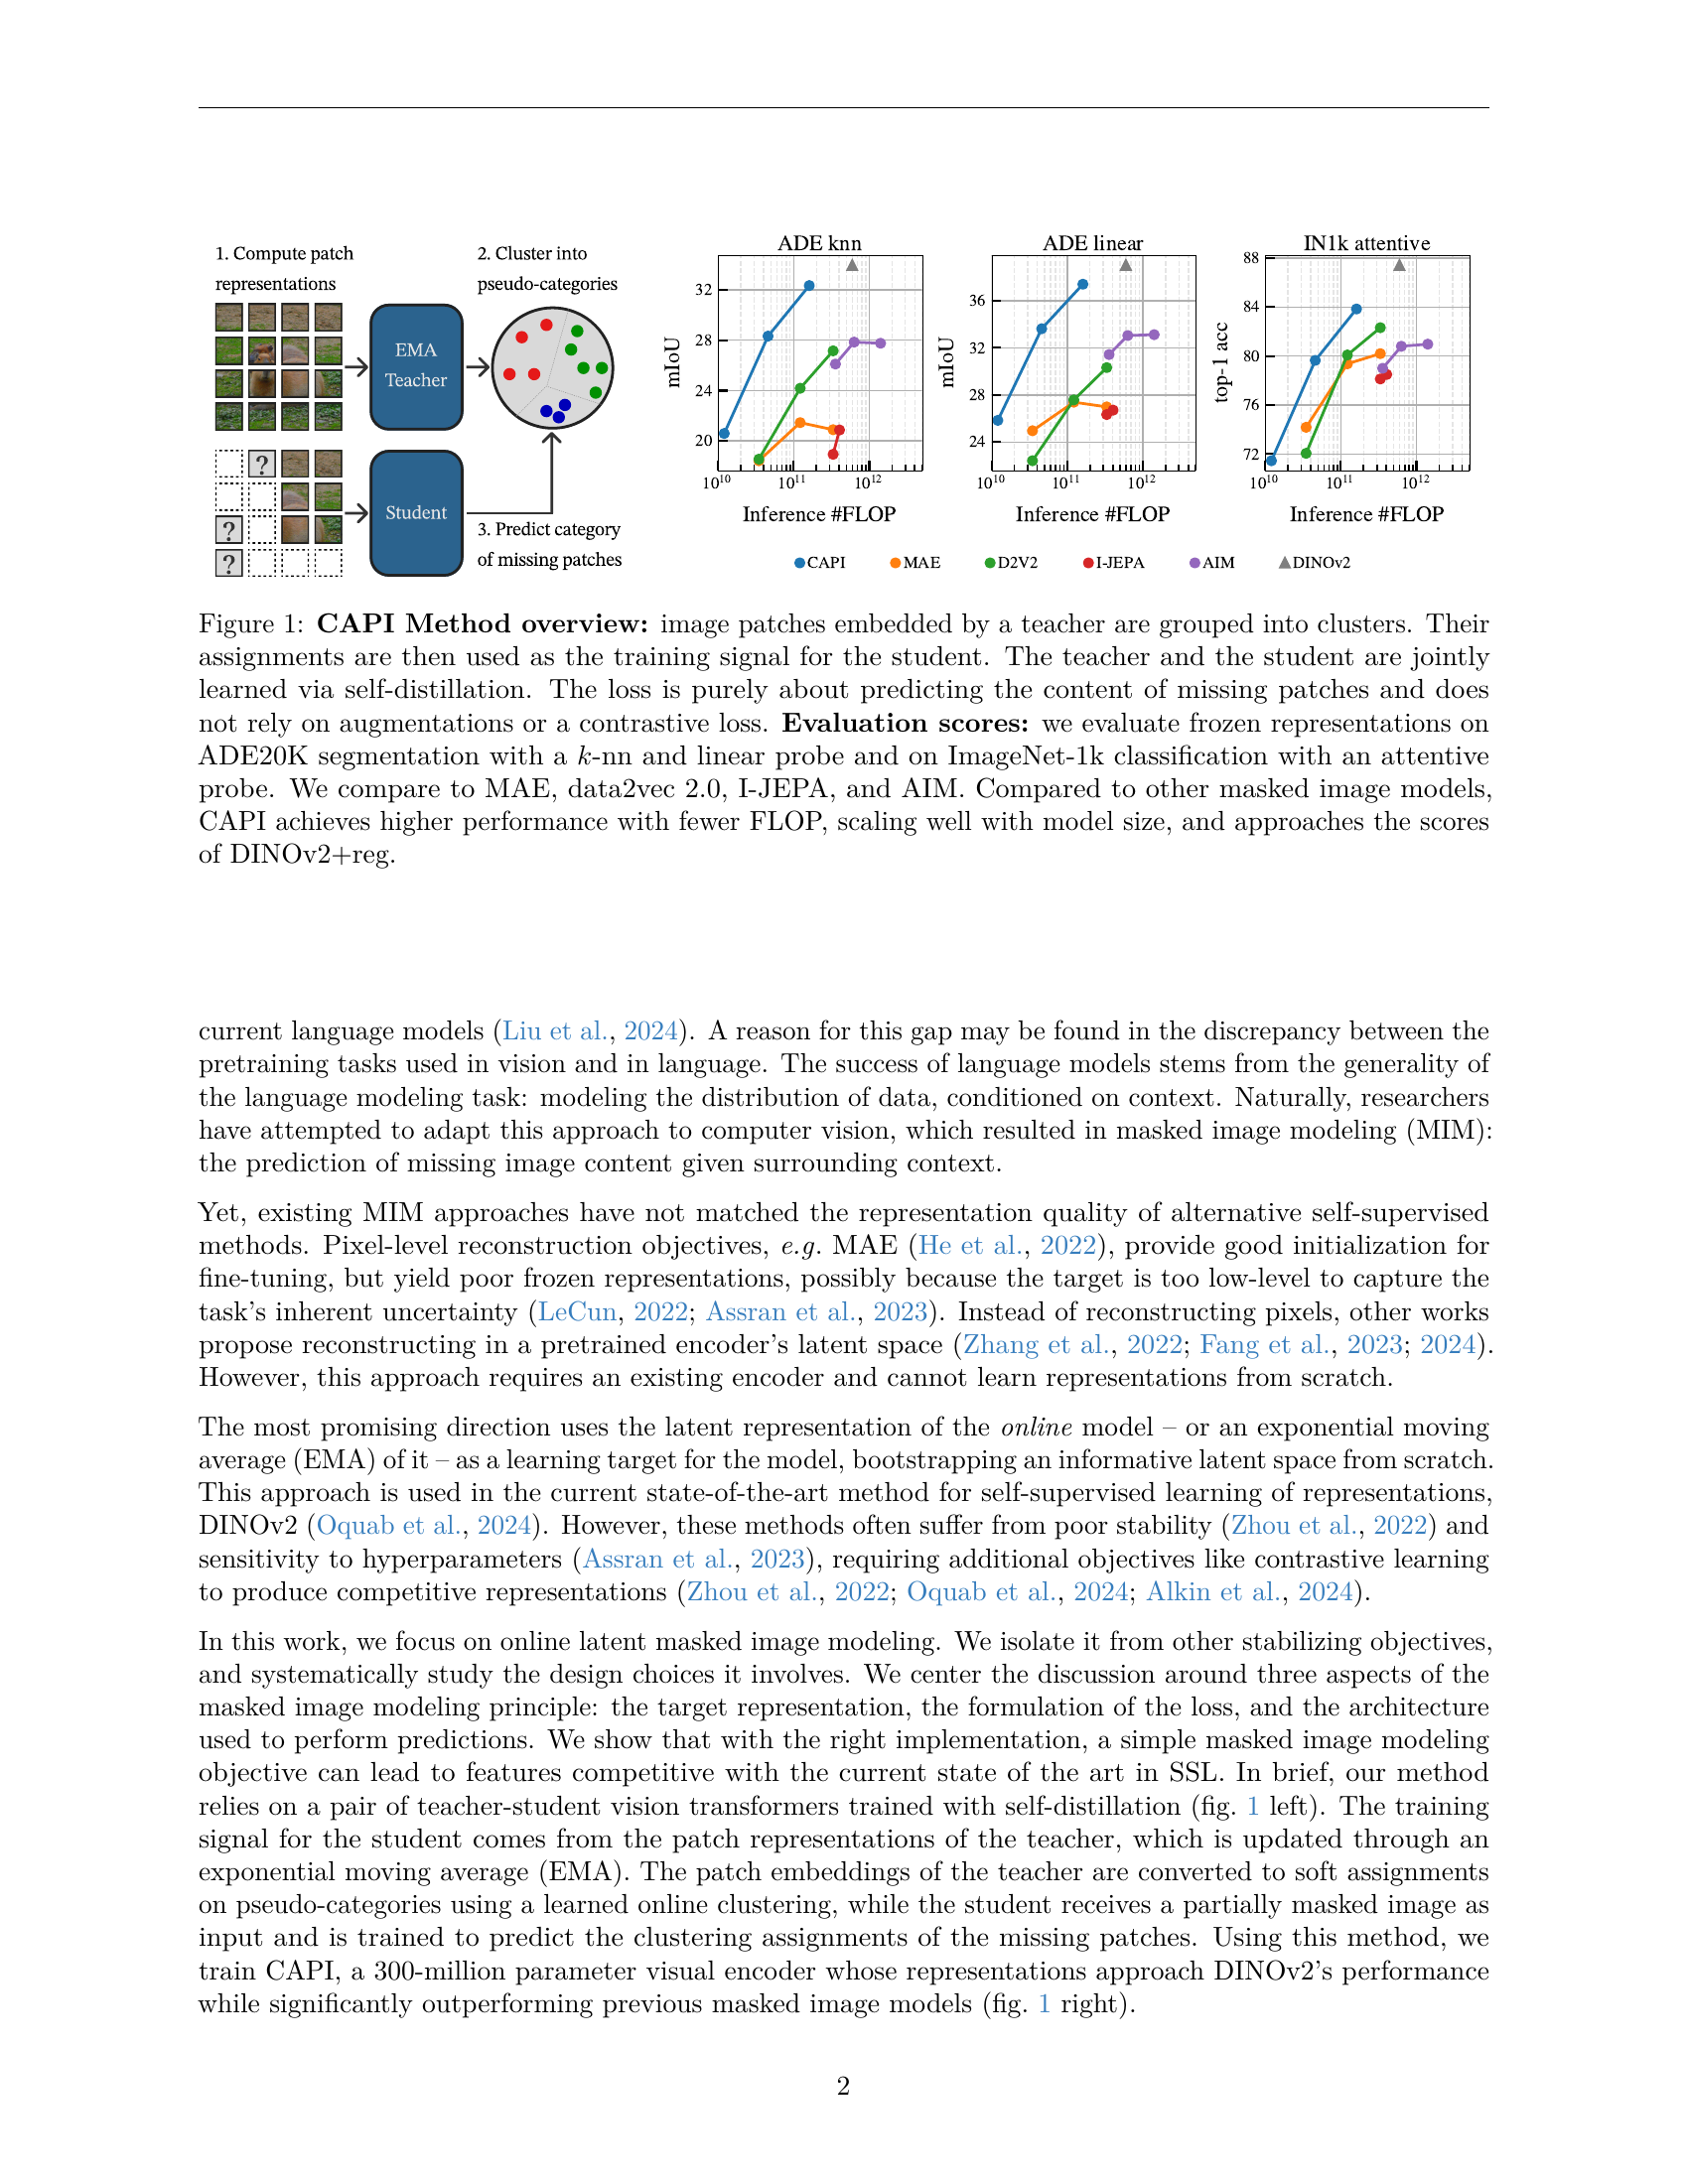 1. Compute patch
representations
2. Cluster into
pseudo-categories
EMA
Teacher
?
?
?
Student
3. Predict category
of missing patches
ADE knn
mIoU
32
28
24
20
10¹⁰ 10¹¹ 10¹²
Inference #FLOP
ADE linear
mIoU
36
32
28
24
10¹⁰ 10¹¹ 10¹²
Inference #FLOP
IN1k attentive
top-1 acc
88
84
80
76
72
10¹⁰ 10¹¹ 10¹²
Inference #FLOP
CAPI MAE D2V2 I-JEPA AIM DINOv2
Figure 1: CAPI Method overview: image patches embedded by a teacher are grouped into clusters. Their
assignments are then used as the training signal for the student. The teacher and the student are jointly
learned via self-distillation. The loss is purely about predicting the content of missing patches and does
not rely on augmentations or a contrastive loss. Evaluation scores: we evaluate frozen representations on
ADE20K segmentation with a k-nn and linear probe and on ImageNet-1k classification with an attentive
probe. We compare to MAE, data2vec 2.0, I-JEPA, and AIM. Compared to other masked image models,
CAPI achieves higher performance with fewer FLOP, scaling well with model size, and approaches the scores
of DINOv2+reg.
current language models (Liu et al., 2024). A reason for this gap may be found in the discrepancy between the
pretraining tasks used in vision and in language. The success of language models stems from the generality of
the language modeling task: modeling the distribution of data, conditioned on context. Naturally, researchers
have attempted to adapt this approach to computer vision, which resulted in masked image modeling (MIM):
the prediction of missing image content given surrounding context.
Yet, existing MIM approaches have not matched the representation quality of alternative self-supervised
methods. Pixel-level reconstruction objectives, e.g. MAE (He et al., 2022), provide good initialization for
fine-tuning, but yield poor frozen representations, possibly because the target is too low-level to capture the
task's inherent uncertainty (LeCun, 2022; Assran et al., 2023). Instead of reconstructing pixels, other works
propose reconstructing in a pretrained encoder's latent space (Zhang et al., 2022; Fang et al., 2023; 2024).
However, this approach requires an existing encoder and cannot learn representations from scratch.
The most promising direction uses the latent representation of the online model – or an exponential moving
average (EMA) of it – as a learning target for the model, bootstrapping an informative latent space from scratch.
This approach is used in the current state-of-the-art method for self-supervised learning of representations,
DINOv2 (Oquab et al., 2024). However, these methods often suffer from poor stability (Zhou et al., 2022) and
sensitivity to hyperparameters (Assran et al., 2023), requiring additional objectives like contrastive learning
to produce competitive representations (Zhou et al., 2022; Oquab et al., 2024; Alkin et al., 2024).
In this work, we focus on online latent masked image modeling. We isolate it from other stabilizing objectives,
and systematically study the design choices it involves. We center the discussion around three aspects of the
masked image modeling principle: the target representation, the formulation of the loss, and the architecture
used to perform predictions. We show that with the right implementation, a simple masked image modeling
objective can lead to features competitive with the current state of the art in SSL. In brief, our method
relies on a pair of teacher-student vision transformers trained with self-distillation (fig. 1 left). The training
signal for the student comes from the patch representations of the teacher, which is updated through an
exponential moving average (EMA). The patch embeddings of the teacher are converted to soft assignments
on pseudo-categories using a learned online clustering, while the student receives a partially masked image as
input and is trained to predict the clustering assignments of the missing patches. Using this method, we
train CAPI, a 300-million parameter visual encoder whose representations approach DINOv2's performance
while significantly outperforming previous masked image models (fig. 1 right).
2